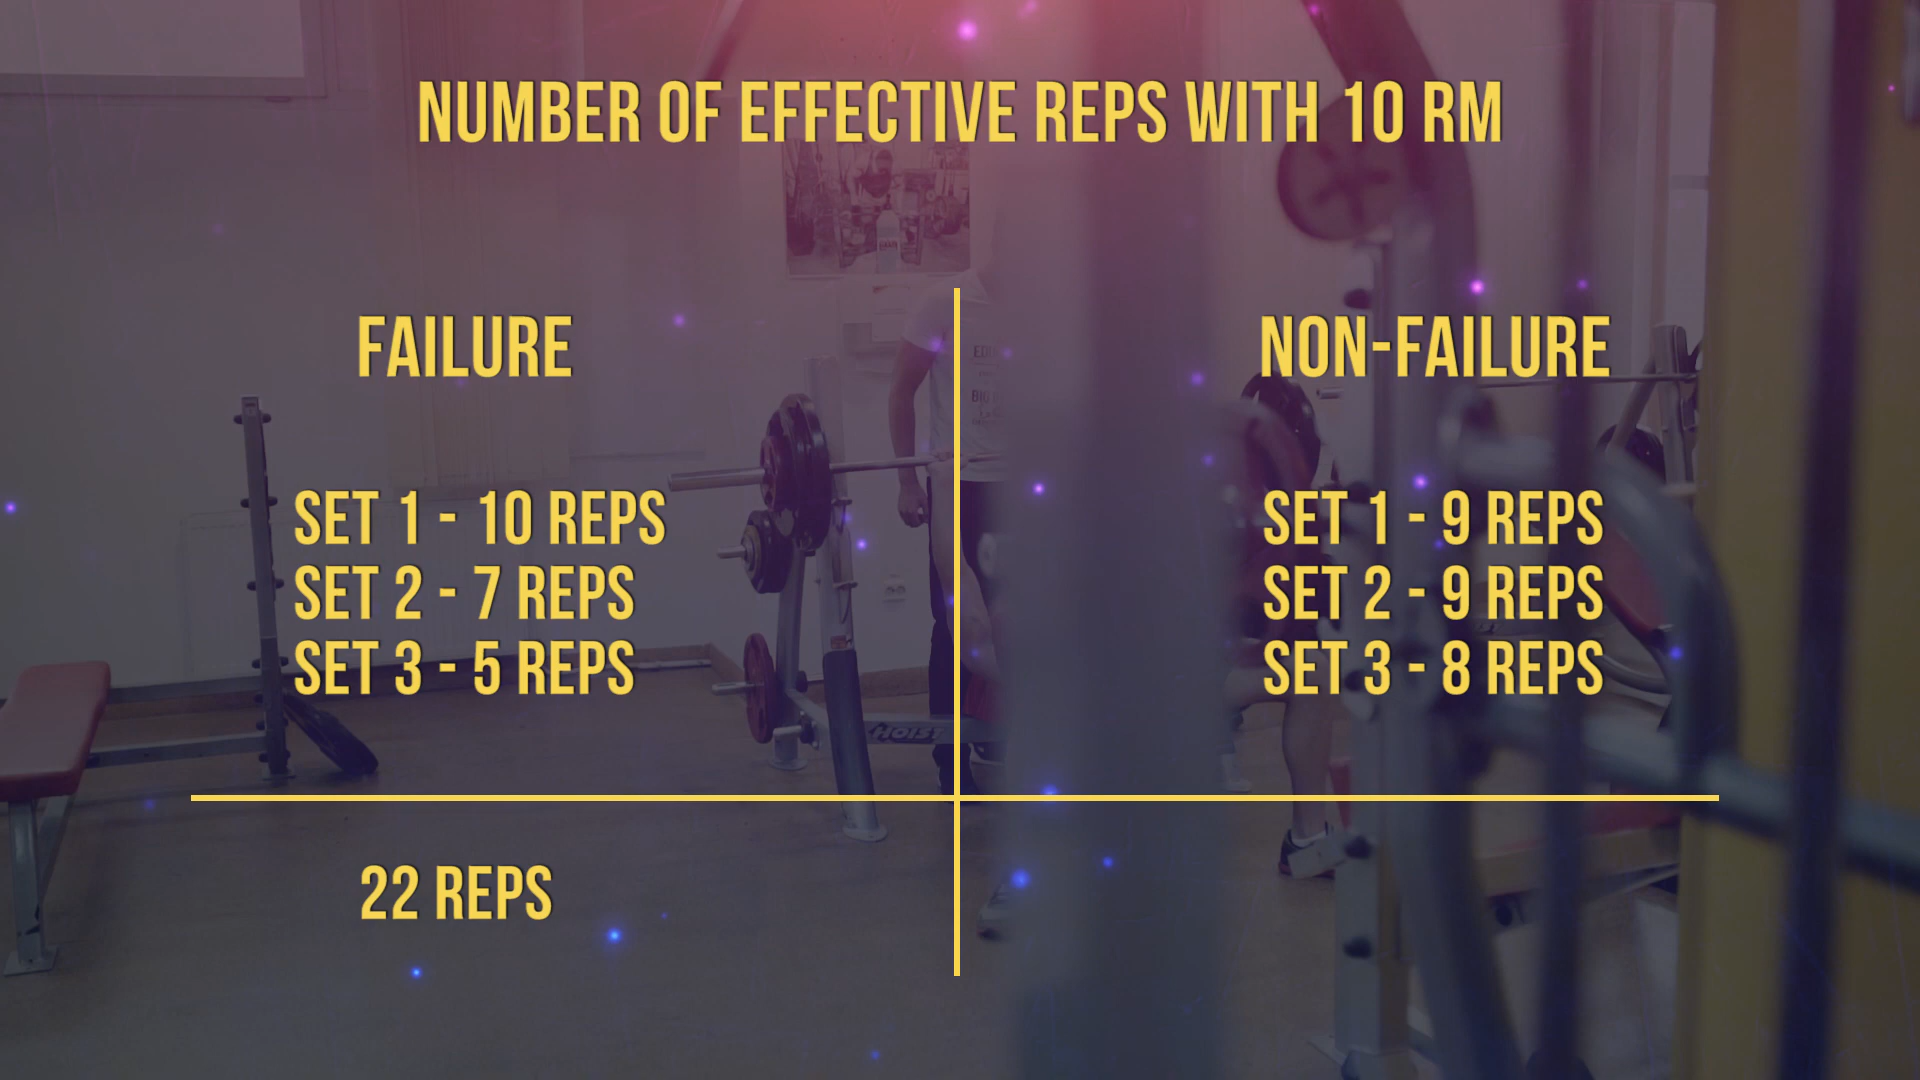 NUMBER OF EFFECTIVE REPS WITH 10 RM
FAILURE
SET 1 - 10 REPS
SET 2 - 7 REPS
SET 3 - 5 REPS
22 REPS
NON-FAILURE
SET 1 - 9 REPS
SET 2 - 9 REPS
SET 3 - 8 REPS
HOIST